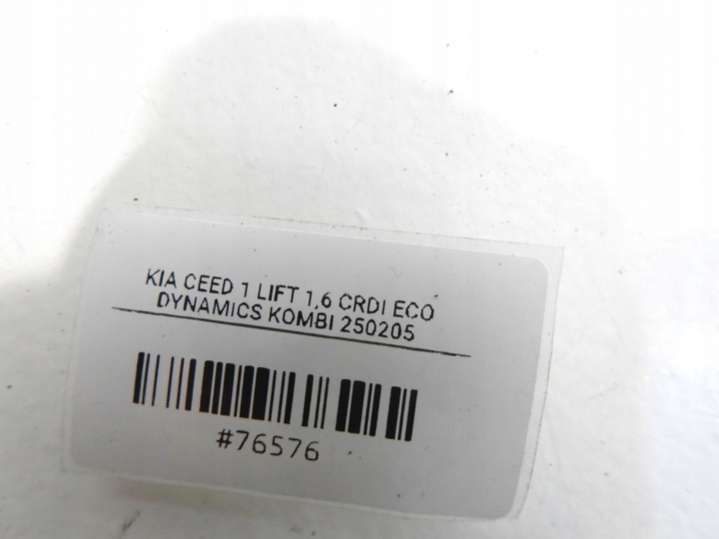 KIA CEED 1 LIFT 1,6 CRDI ECO
DYNAMICS KOMBI 250205
#76576